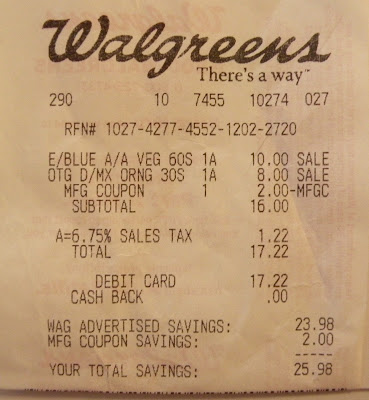 Walgreens
There's a way™
290 10 7455 10274 027
RFN# 1027-4277-4552-1202-2720
E/BLUE A/A VEG 60S 1A 10.00 SALE
OTG D/MX ORNG 30S 1A 8.00 SALE
MFG COUPON 1 2.00-MFGC
SUBTOTAL 16.00
A=6.75% SALES TAX 1.22
TOTAL 17.22
DEBIT CARD 17.22
CASH BACK .00
WAG ADVERTISED SAVINGS: 23.98
MFG COUPON SAVINGS: 2.00
-----
YOUR TOTAL SAVINGS: 25.98